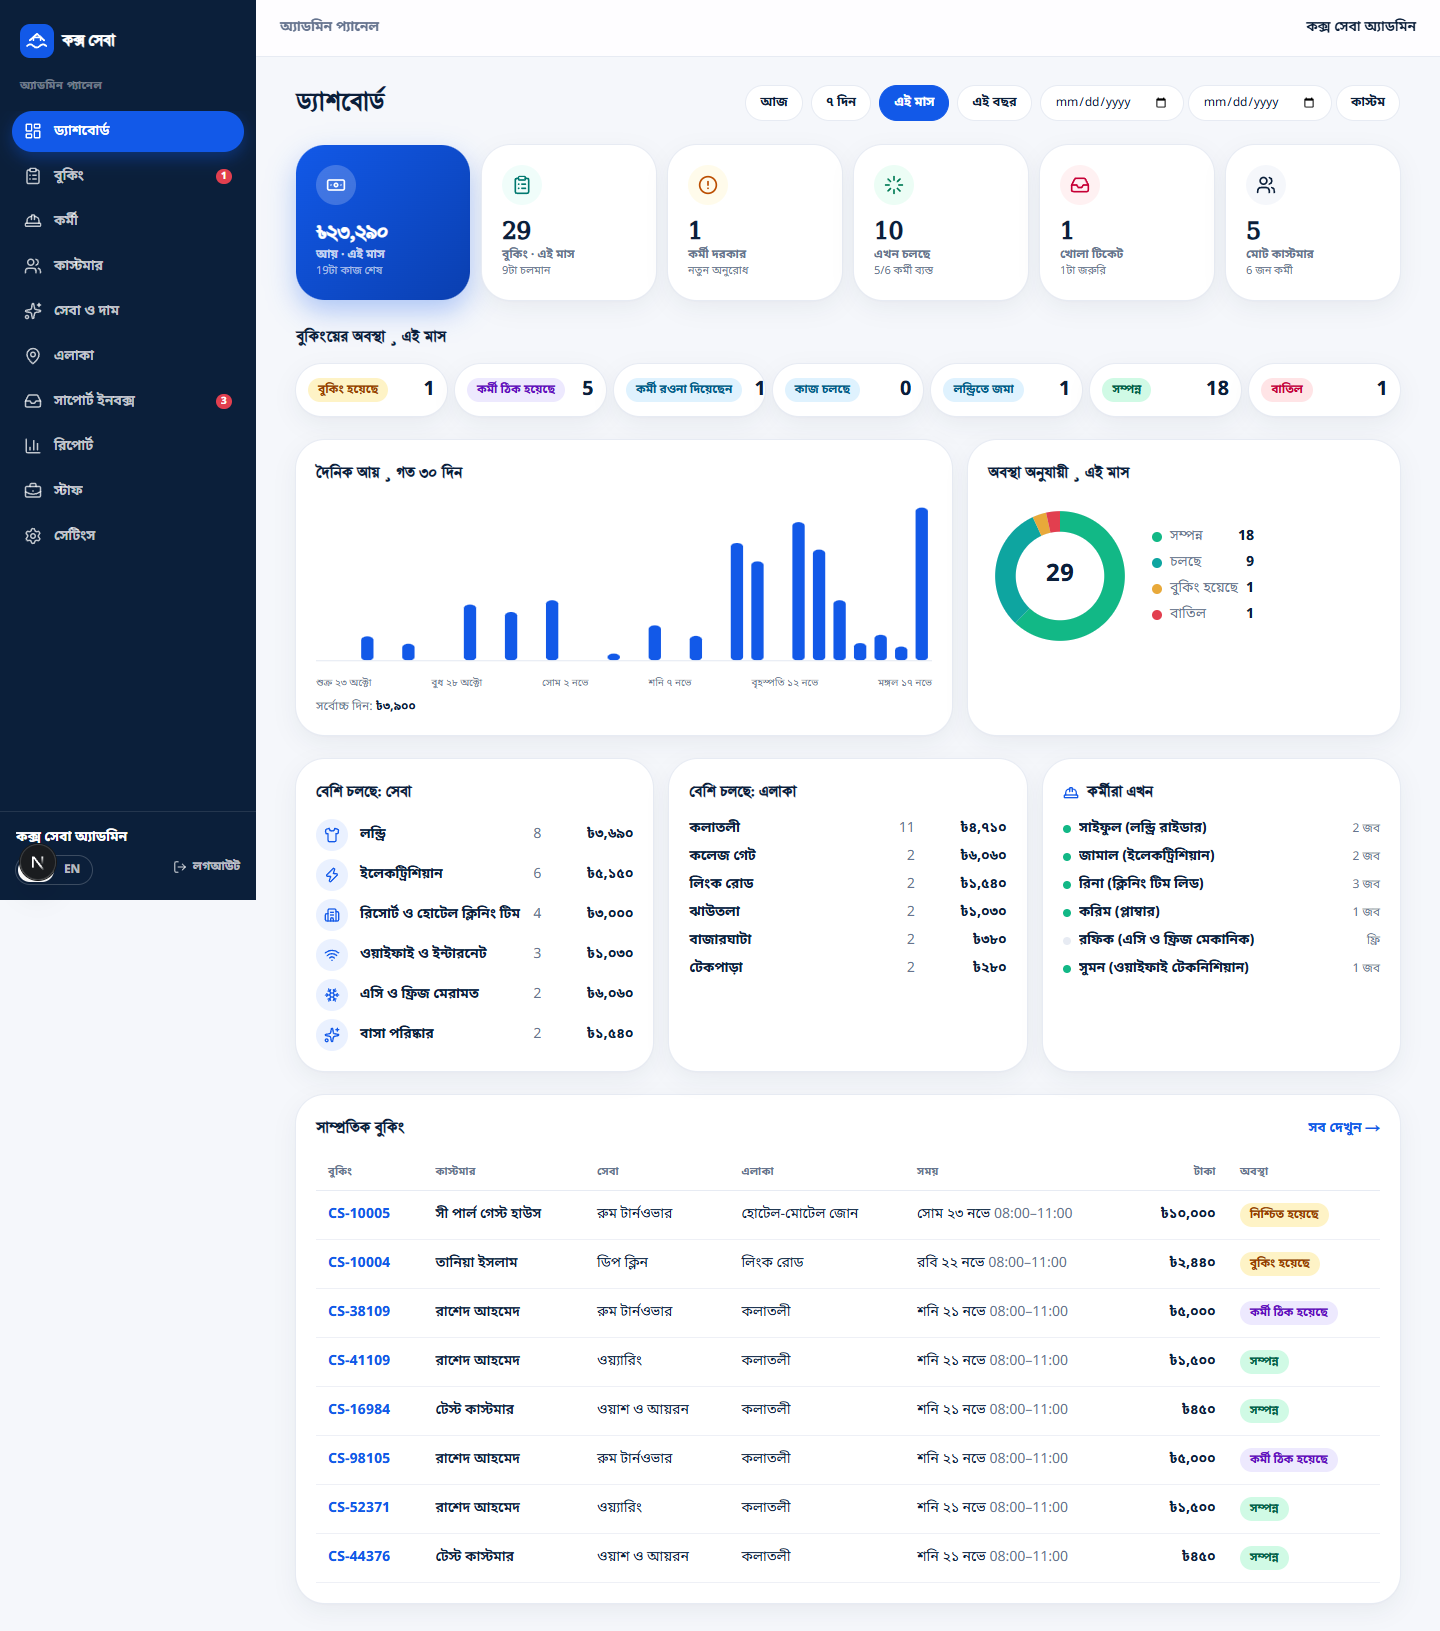 কক্স সেবা
অ্যাডমিন প্যানেল
ড্যাশবোর্ড
বুকিং 1
কর্মী
কাস্টমার
সেবা ও দাম
এলাকা
সাপোর্ট ইনবক্স 3
রিপোর্ট
স্টাফ
সেটিংস
কক্স সেবা অ্যাডমিন
N EN লগআউট
অ্যাডমিন প্যানেল কক্স সেবা অ্যাডমিন
ড্যাশবোর্ড আজ ৭ দিন এই মাস এই বছর mm/dd/yyyy mm/dd/yyyy কাস্টম
৳২৩,২৯০
আয় · এই মাস
19টা কাজ শেষ
29
বুকিং · এই মাস
9টা চলমান
1
কর্মী দরকার
নতুন অনুরোধ
10
এখন চলছে
5/6 কর্মী ব্যস্ত
1
খোলা টিকেট
1টা জরুরি
5
মোট কাস্টমার
6 জন কর্মী
বুকিংয়ের অবস্থা ¸ এই মাস
বুকিং হয়েছে 1
কর্মী ঠিক হয়েছে 5
কর্মী রওনা দিয়েছেন 1
কাজ চলছে 0
লন্ড্রিতে জমা 1
সম্পন্ন 18
বাতিল 1
দৈনিক আয় ¸ গত ৩০ দিন
শুক্র ২৩ অক্টো বুধ ২৮ অক্টো সোম ২ নভে শনি ৭ নভে বৃহস্পতি ১২ নভে মঙ্গল ১৭ নভে
সর্বোচ্চ দিন: ৳৩,৯০০
অবস্থা অনুযায়ী ¸ এই মাস
29
সম্পন্ন 18
চলছে 9
বুকিং হয়েছে 1
বাতিল 1
বেশি চলছে: সেবা
লন্ড্রি 8 ৳৩,৬৯০
ইলেকট্রিশিয়ান 6 ৳৫,১৫০
রিসোর্ট ও হোটেল ক্লিনিং টিম 4 ৳৩,০০০
ওয়াইফাই ও ইন্টারনেট 3 ৳১,০৩০
এসি ও ফ্রিজ মেরামত 2 ৳৬,০৬০
বাসা পরিষ্কার 2 ৳১,৫৪০
বেশি চলছে: এলাকা
কলাতলী 11 ৳৪,৭১০
কলেজ গেট 2 ৳৬,০৬০
লিংক রোড 2 ৳১,৫৪০
ঝাউতলা 2 ৳১,০৩০
বাজারঘাটা 2 ৳৩৮০
টেকপাড়া 2 ৳২৮০
কর্মীরা এখন
সাইফুল (লন্ড্রি রাইডার) 2 জব
জামাল (ইলেকট্রিশিয়ান) 2 জব
রিনা (ক্লিনিং টিম লিড) 3 জব
করিম (প্লাম্বার) 1 জব
রফিক (এসি ও ফ্রিজ মেকানিক) ফ্রি
সুমন (ওয়াইফাই টেকনিশিয়ান) 1 জব
সাম্প্রতিক বুকিং সব দেখুন →
বুকিং কাস্টমার সেবা এলাকা সময় টাকা অবস্থা
CS-10005 সী পার্ল গেস্ট হাউস রুম টার্নওভার হোটেল-মোটেল জোন সোম ২৩ নভে 08:00–11:00 ৳১০,০০০ নিশ্চিত হয়েছে
CS-10004 তানিয়া ইসলাম ডিপ ক্লিন লিংক রোড রবি ২২ নভে 08:00–11:00 ৳২,৪৪০ বুকিং হয়েছে
CS-38109 রাশেদ আহমেদ রুম টার্নওভার কলাতলী শনি ২১ নভে 08:00–11:00 ৳৫,০০০ কর্মী ঠিক হয়েছে
CS-41109 রাশেদ আহমেদ ওয়্যারিং কলাতলী শনি ২১ নভে 08:00–11:00 ৳১,৫০০ সম্পন্ন
CS-16984 টেস্ট কাস্টমার ওয়াশ ও আয়রন কলাতলী শনি ২১ নভে 08:00–11:00 ৳৪৫০ সম্পন্ন
CS-98105 রাশেদ আহমেদ রুম টার্নওভার কলাতলী শনি ২১ নভে 08:00–11:00 ৳৫,০০০ কর্মী ঠিক হয়েছে
CS-52371 রাশেদ আহমেদ ওয়্যারিং কলাতলী শনি ২১ নভে 08:00–11:00 ৳১,৫০০ সম্পন্ন
CS-44376 টেস্ট কাস্টমার ওয়াশ ও আয়রন কলাতলী শনি ২১ নভে 08:00–11:00 ৳৪৫০ সম্পন্ন